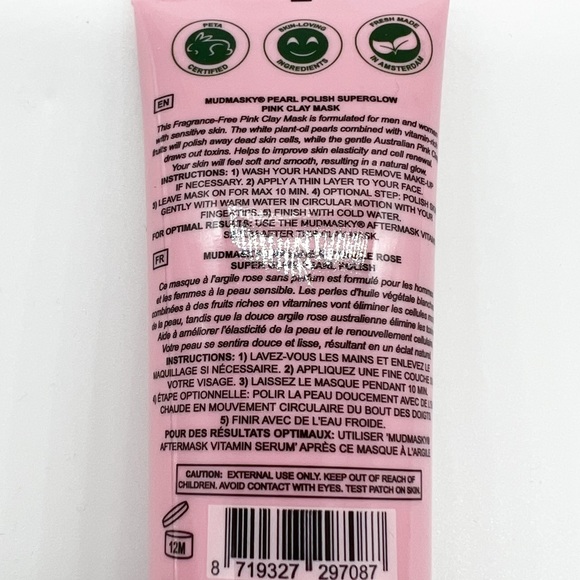 PETA
CERTIFIED
SKIN-LOVING
INGREDIENTS
FRESH MADE
IN AMSTERDAM
EN
MUDMASKY® PEARL POLISH SUPERGLOW
PINK CLAY MASK
This Fragrance-Free Pink Clay Mask is formulated for men and women
with sensitive skin. The white plant-oil pearls combined with vitamin-rich
fruits will polish away dead skin cells, while the gentle Australian Pink Clay
draws out toxins. Helps to improve skin elasticity and cell renewal.
Your skin will feel soft and smooth, resulting in a natural glow.
INSTRUCTIONS: 1) WASH YOUR HANDS AND REMOVE MAKE-UP
IF NECESSARY. 2) APPLY A THIN LAYER TO YOUR FACE.
3) LEAVE MASK ON FOR MAX 10 MIN. 4) OPTIONAL STEP: POLISH SKIN
GENTLY WITH WARM WATER IN CIRCULAR MOTION WITH YOUR
5) FINISH WITH COLD WATER.
FOR OPTIMAL RESULTS: USE THE MUDMASKY® AFTERMASK
AFTER MASK.
FR
ROSE
PEARL POLISH
Ce masque à l'argile rose sans parfum est formulé pour les hommes
et les femmes à la peau sensible. Les perles d'huile végétale blanche
combinées à des fruits riches en vitamines vont éliminer les cellules
de peau, tandis que la douce argile rose australienne élimine les
Aide à améliorer l'élasticité de la peau et le renouvellement
Votre peau se sentira douce et lisse, résultant en un éclat naturel.
INSTRUCTIONS: 1) LAVEZ-VOUS LES MAINS ET ENLEVEZ LE
MAQUILLAGE SI NÉCESSAIRE. 2) APPLIQUEZ UNE FINE COUCHE
VOTRE VISAGE. 3) LAISSEZ LE MASQUE PENDANT 10 MIN.
4) ÉTAPE OPTIONNELLE: POLIR LA PEAU DOUCEMENT AVEC DE
CHAUDE EN MOUVEMENT CIRCULAIRE DU BOUT DES DOIGTS.
5) FINIR AVEC DE L'EAU FROIDE.
POUR DES RÉSULTATS OPTIMAUX: UTILISER 'MUDMASKY®
AFTERMASK VITAMIN SERUM' APRÈS CE MASQUE À L'ARGILE
CAUTION: EXTERNAL USE ONLY. KEEP OUT OF REACH OF
CHILDREN. AVOID CONTACT WITH EYES. TEST PATCH ON SKIN.
12M
8 719327 297087